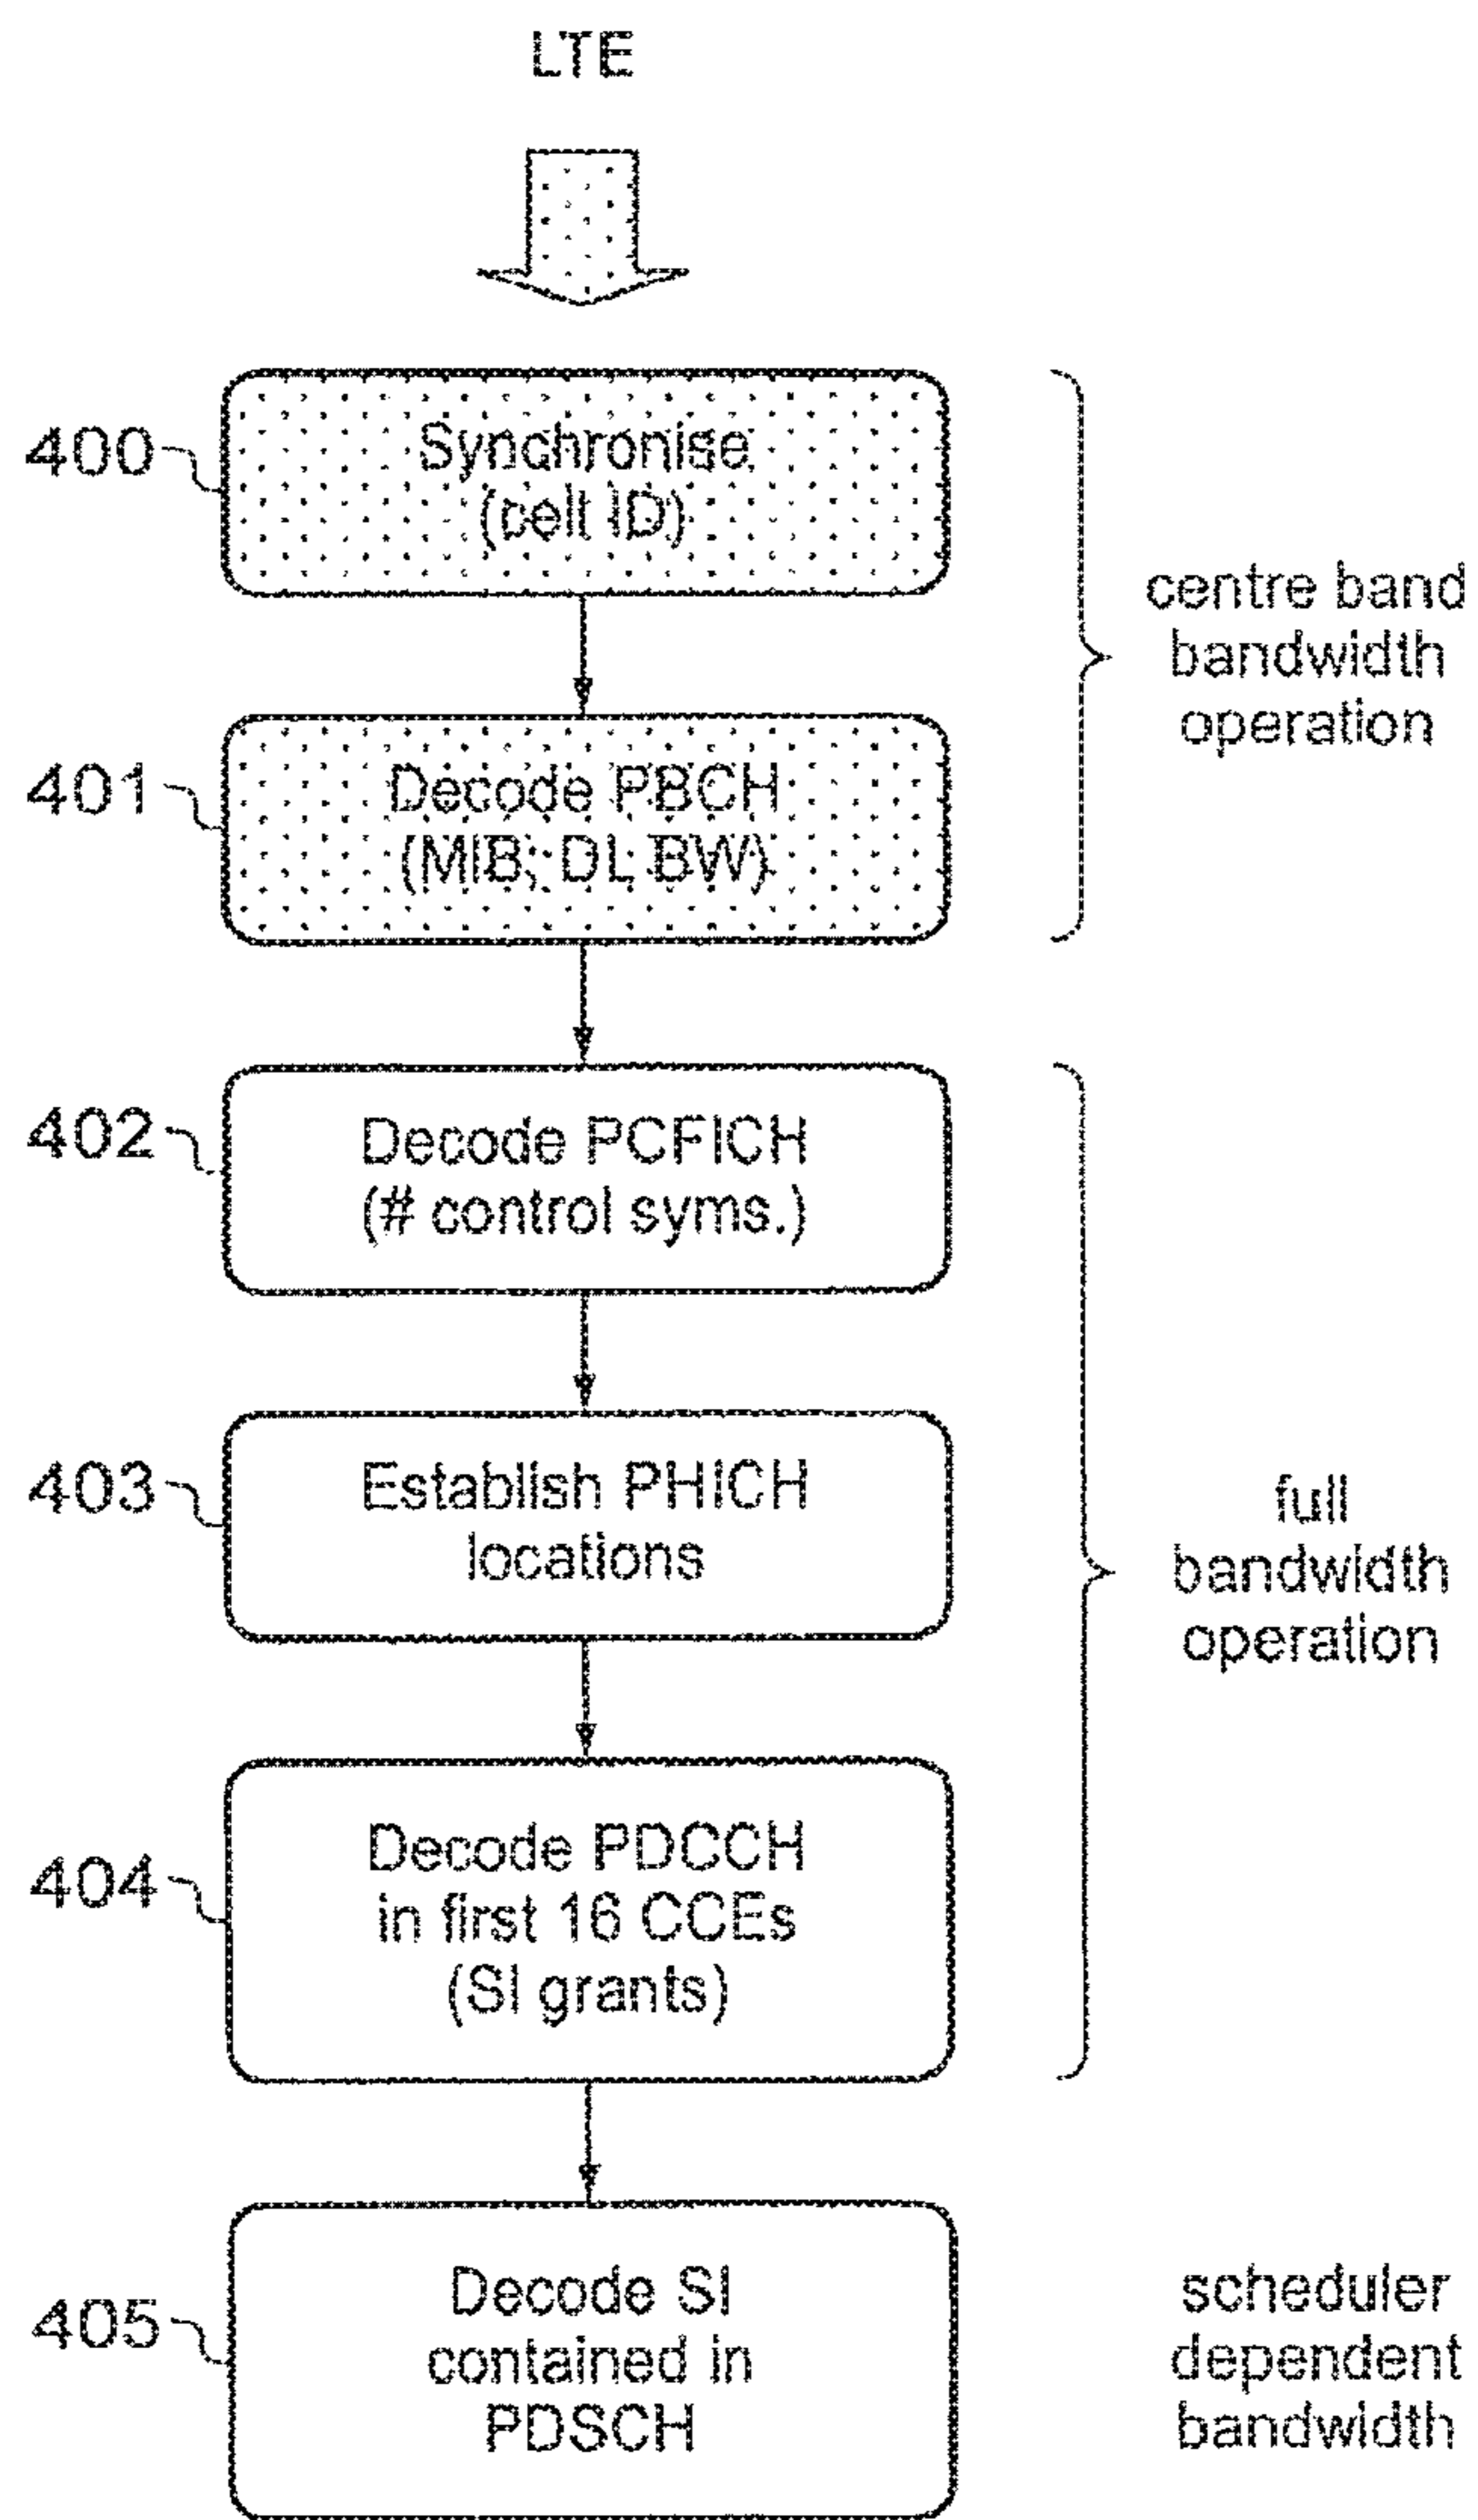 LTE
400
Synchronise
(cell ID)
centre band
bandwidth
operation
401
Decode PBCH
(MIB; DL BW)
402
Decode PCFICH
(# control syms.)
403
Establish PHICH
locations
full
bandwidth
operation
404
Decode PDCCH
in first 16 CCEs
(SI grants)
405
Decode SI
contained in
PDSCH
scheduler
dependent
bandwidth